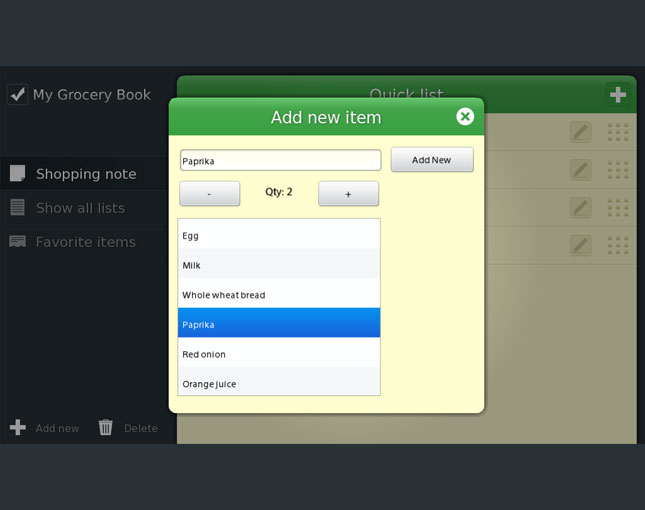 My Grocery Book
Quick list
Add new item
Paprika
Add New
-
Qty: 2
+
Shopping note
Show all lists
Favorite items
Egg
Milk
Whole wheat bread
Paprika
Red onion
Orange juice
Add new
Delete